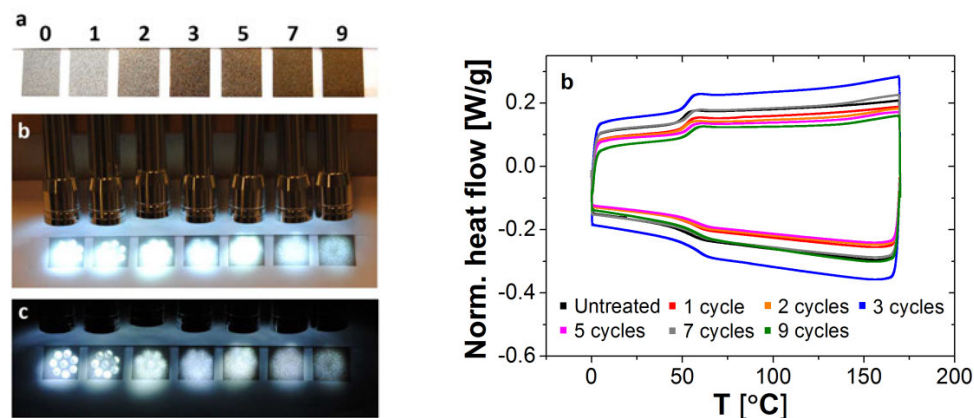 a
0 1 2 3 5 7 9
b
c
b
Norm. heat flow [W/g]
0.2
0.0
-0.2
-0.4
-0.6
Untreated 1 cycle 2 cycles 3 cycles
5 cycles 7 cycles 9 cycles
0 50 100 150 200
T [°C]